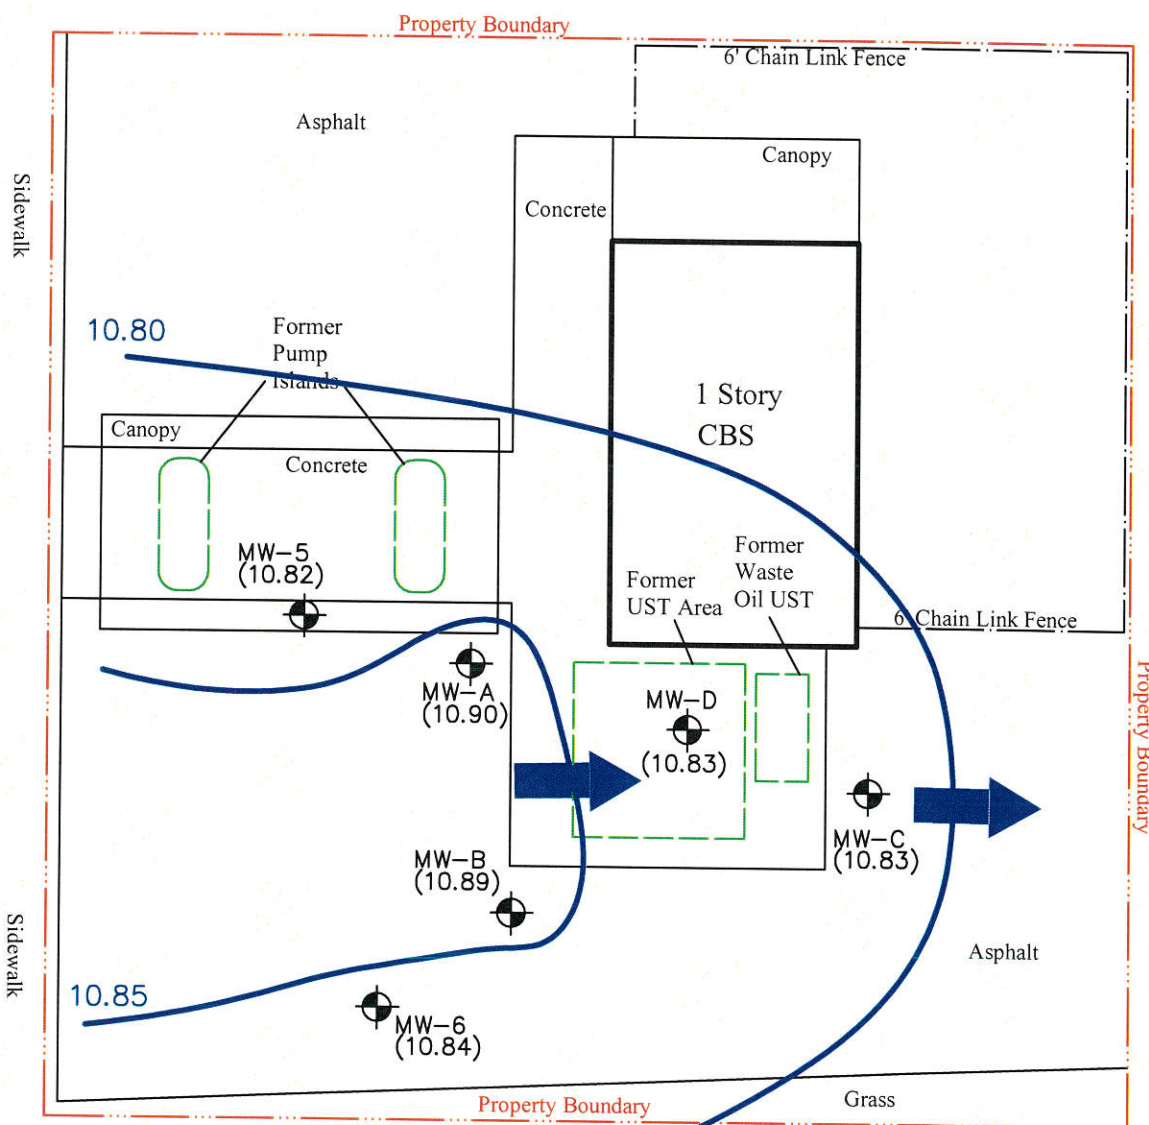 Property Boundary
6' Chain Link Fence
Asphalt
Canopy
Sidewalk
Concrete
10.80
Former
Pump
Islands
1 Story
CBS
Canopy
Concrete
MW-5
(10.82)
Former
Waste
Oil UST
Former
UST Area
6' Chain Link Fence
MW-A
(10.90)
MW-D
(10.83)
Property Boundary
MW-C
(10.83)
MW-B
(10.89)
Sidewalk
Asphalt
10.85
MW-6
(10.84)
Property Boundary
Grass